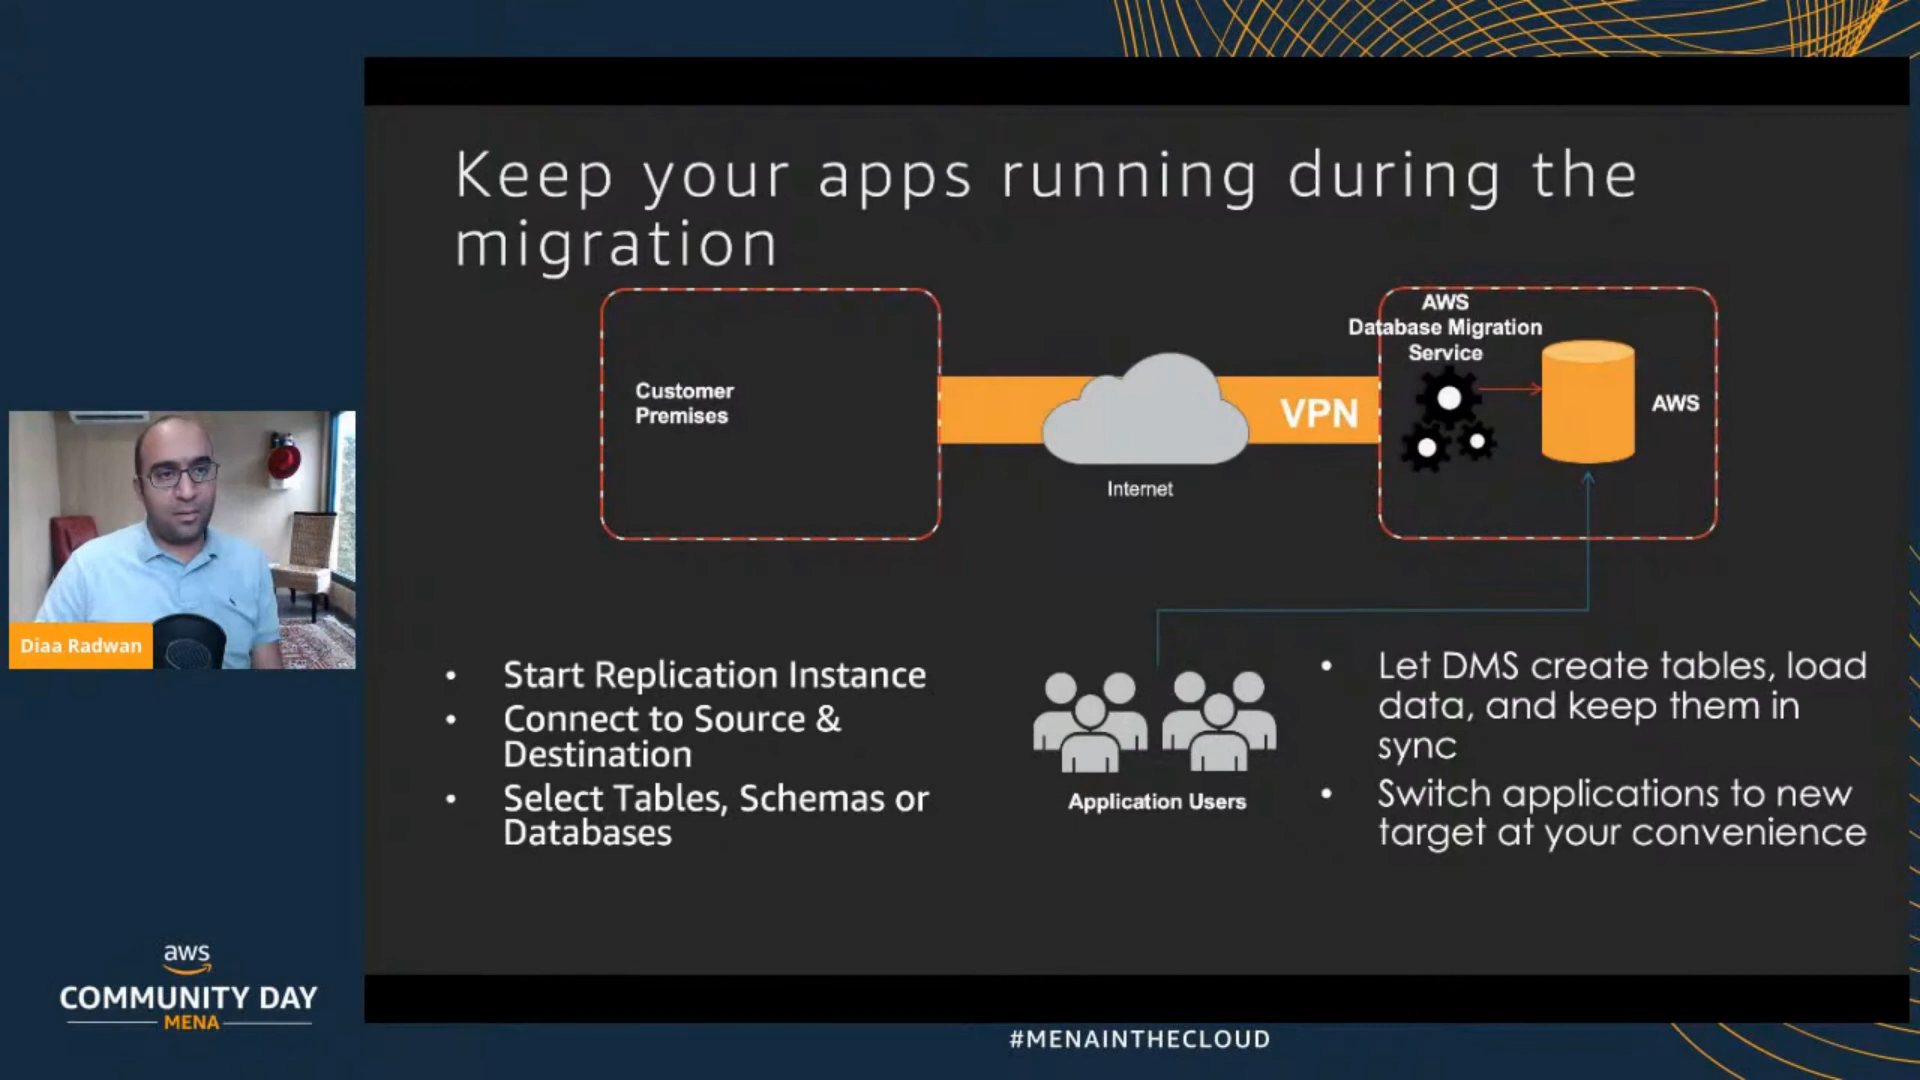 Keep your apps running during the
migration
Customer
Premises
Internet
VPN
AWS
Database Migration
Service
AWS
Diaa Radwan
• Start Replication Instance
• Connect to Source &
Destination
• Select Tables, Schemas or
Databases
Application Users
• Let DMS create tables, load
data, and keep them in
sync
• Switch applications to new
target at your convenience
aws
COMMUNITY DAY
MENA
#MENAINTHECLOUD